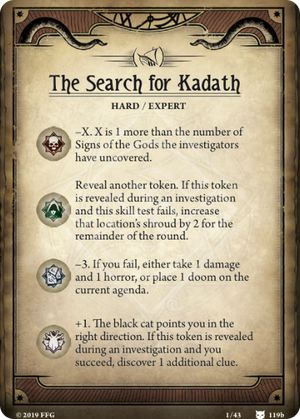 The Search for Kadath
HARD / EXPERT
–X. X is 1 more than the number of
Signs of the Gods the investigators
have uncovered.
Reveal another token. If this token
is revealed during an investigation
and this skill test fails, increase
that location's shroud by 2 for the
remainder of the round.
–3. If you fail, either take 1 damage
and 1 horror, or place 1 doom on the
current agenda.
+1. The black cat points you in the
right direction. If this token is revealed
during an investigation and you
succeed, discover 1 additional clue.
© 2019 FFG 1/43 119b